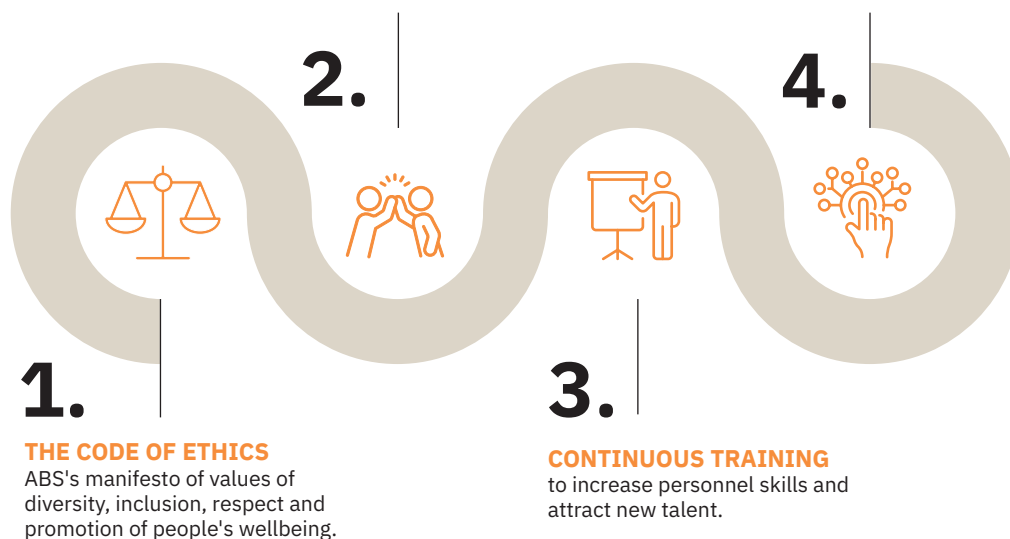 2.
4.
1.
THE CODE OF ETHICS
ABS's manifesto of values of
diversity, inclusion, respect and
promotion of people's wellbeing.
3.
CONTINUOUS TRAINING
to increase personnel skills and
attract new talent.